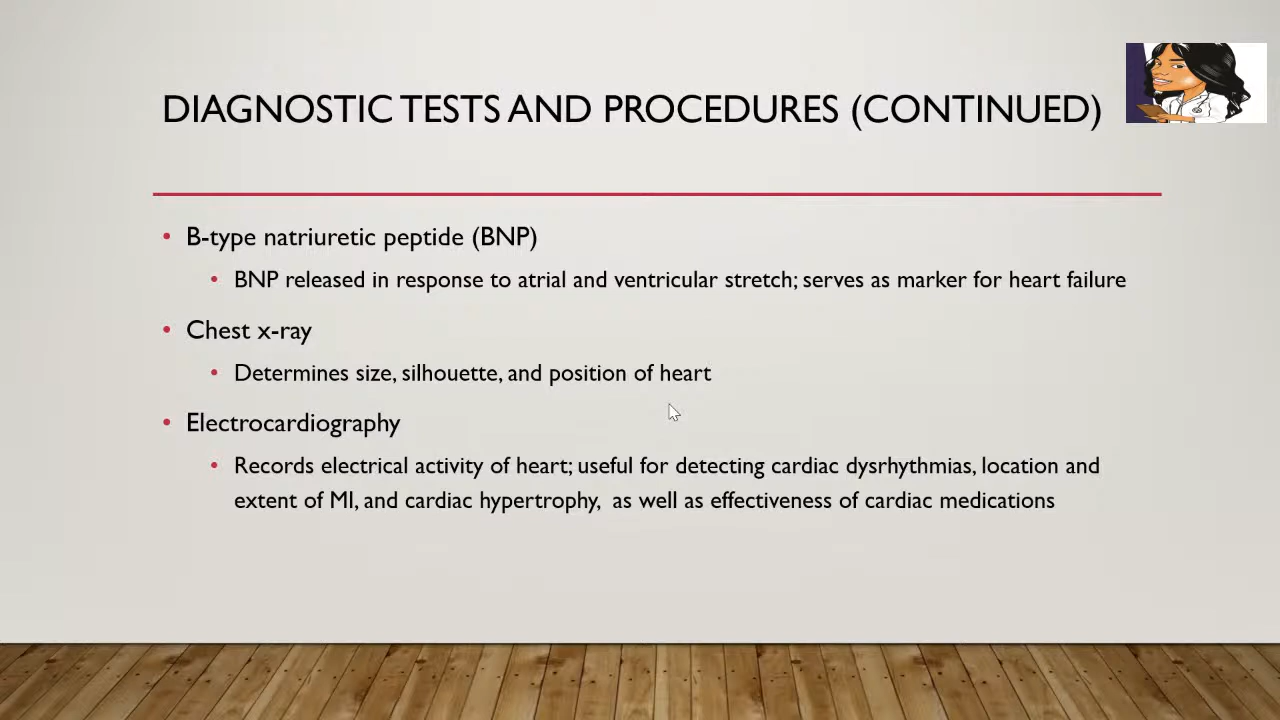 DIAGNOSTIC TESTS AND PROCEDURES (CONTINUED)
• B-type natriuretic peptide (BNP)
• BNP released in response to atrial and ventricular stretch; serves as marker for heart failure
• Chest x-ray
• Determines size, silhouette, and position of heart
• Electrocardiography
• Records electrical activity of heart; useful for detecting cardiac dysrhythmias, location and
extent of MI, and cardiac hypertrophy,  as well as effectiveness of cardiac medications